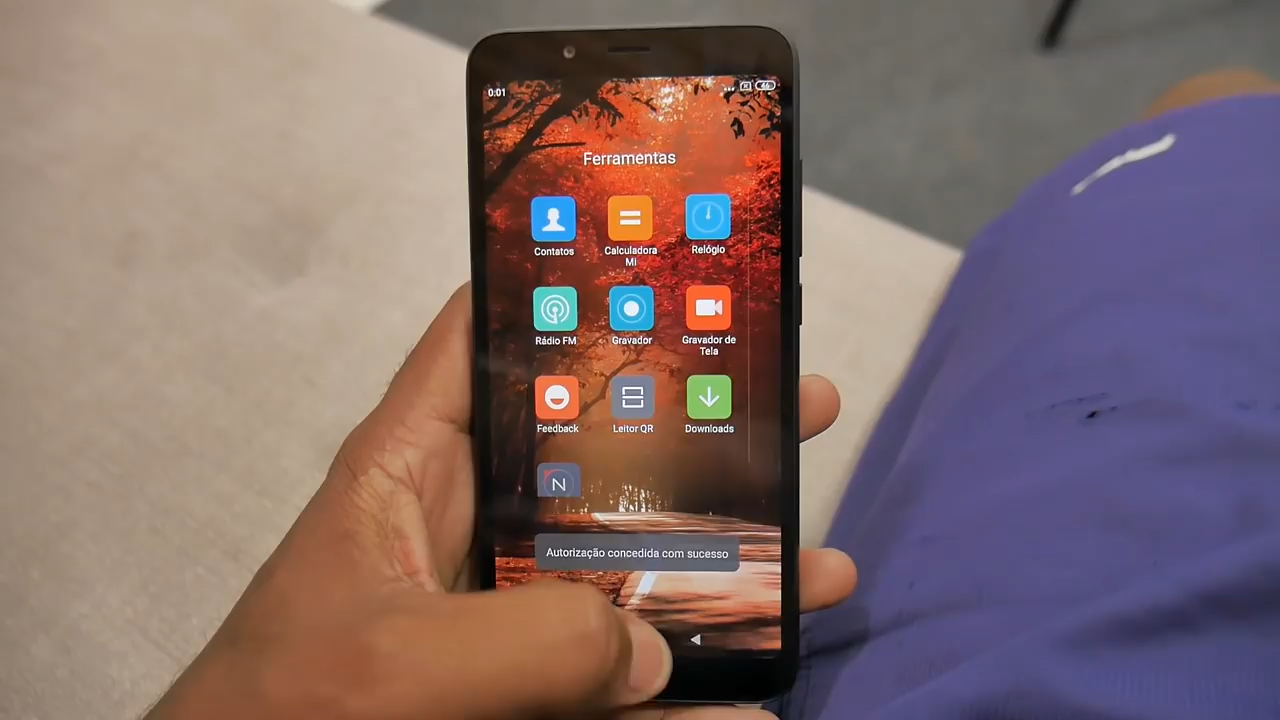 0:01
46
Ferramentas
Contatos
Calculadora
Mi
Relógio
Rádio FM
Gravador
Gravador de
Tela
Feedback
Leitor QR
Downloads
N
Autorização concedida com sucesso